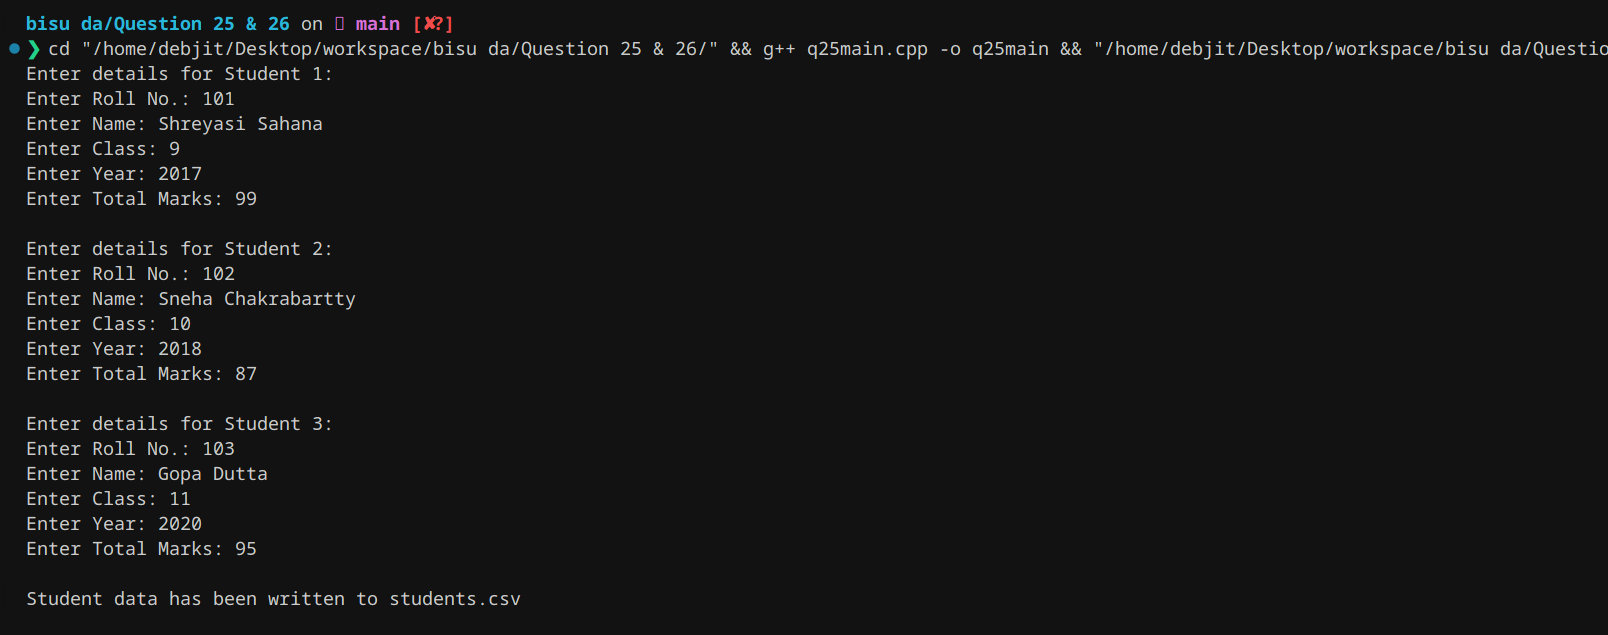 bisu da/Question 25 & 26 on main [✘?]
❯ cd "/home/debjit/Desktop/workspace/bisu da/Question 25 & 26/" && g++ q25main.cpp -o q25main && "/home/debjit/Desktop/workspace/bisu da/Questio
Enter details for Student 1:
Enter Roll No.: 101
Enter Name: Shreyasi Sahana
Enter Class: 9
Enter Year: 2017
Enter Total Marks: 99
Enter details for Student 2:
Enter Roll No.: 102
Enter Name: Sneha Chakrabartty
Enter Class: 10
Enter Year: 2018
Enter Total Marks: 87
Enter details for Student 3:
Enter Roll No.: 103
Enter Name: Gopa Dutta
Enter Class: 11
Enter Year: 2020
Enter Total Marks: 95
Student data has been written to students.csv